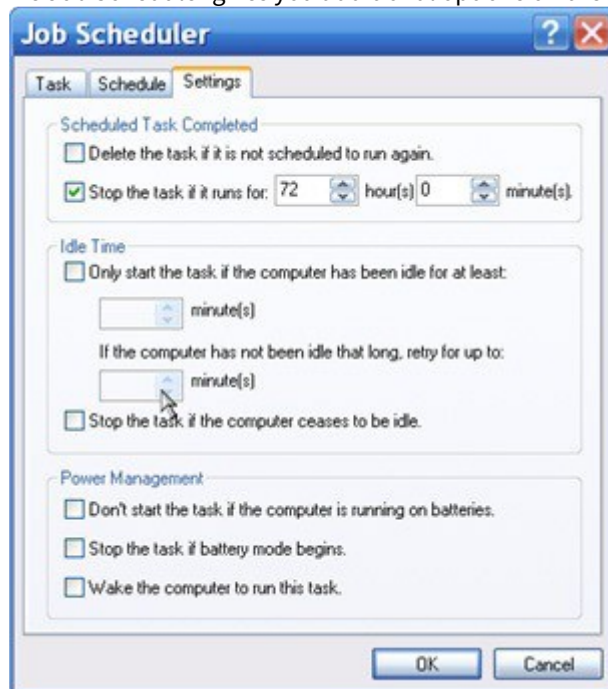 Job Scheduler
Task Schedule Settings
Scheduled Task Completed
Delete the task if it is not scheduled to run again.
Stop the task if it runs for: 72 hour(s) 0 minute(s).
Idle Time
Only start the task if the computer has been idle for at least:
minute(s)
If the computer has not been idle that long, retry for up to:
minute(s)
Stop the task if the computer ceases to be idle.
Power Management
Don't start the task if the computer is running on batteries.
Stop the task if battery mode begins.
Wake the computer to run this task.
OK Cancel